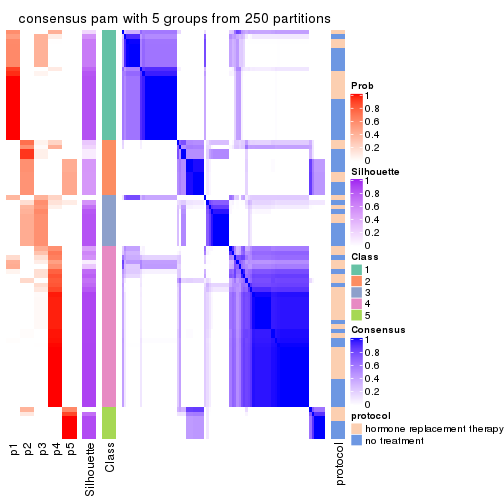 consensus pam with 5 groups from 250 partitions
Prob
1
0.8
0.6
0.4
0.2
0
Silhouette
1
0.8
0.6
0.4
0.2
0
Class
1
2
3
4
5
Consensus
1
0.8
0.6
0.4
0.2
0
protocol
hormone replacement therapy
no treatment
p1
p2
p3
p4
p5
Silhouette
Class
protocol